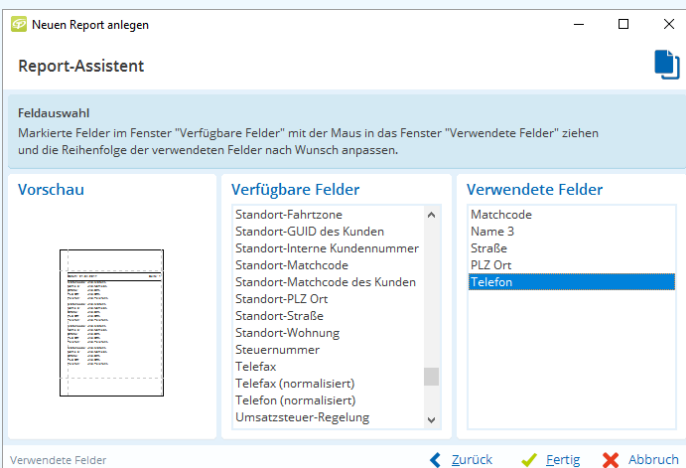 Neuen Report anlegen
Report-Assistent
Feldauswahl
Markierte Felder im Fenster "Verfügbare Felder" mit der Maus in das Fenster "Verwendete Felder" ziehen
und die Reihenfolge der verwendeten Felder nach Wunsch anpassen.
Vorschau
Verfügbare Felder
Standort-Fahrtzone
Standort-GUID des Kunden
Standort-Interne Kundennummer
Standort-Matchcode
Standort-Matchcode des Kunden
Standort-PLZ Ort
Standort-Straße
Standort-Wohnung
Steuernummer
Telefax
Telefax (normalisiert)
Telefon (normalisiert)
Umsatzsteuer-Regelung
Verwendete Felder
Matchcode
Name 3
Straße
PLZ Ort
Telefon
Verwendete Felder
Zurück
Fertig
Abbruch